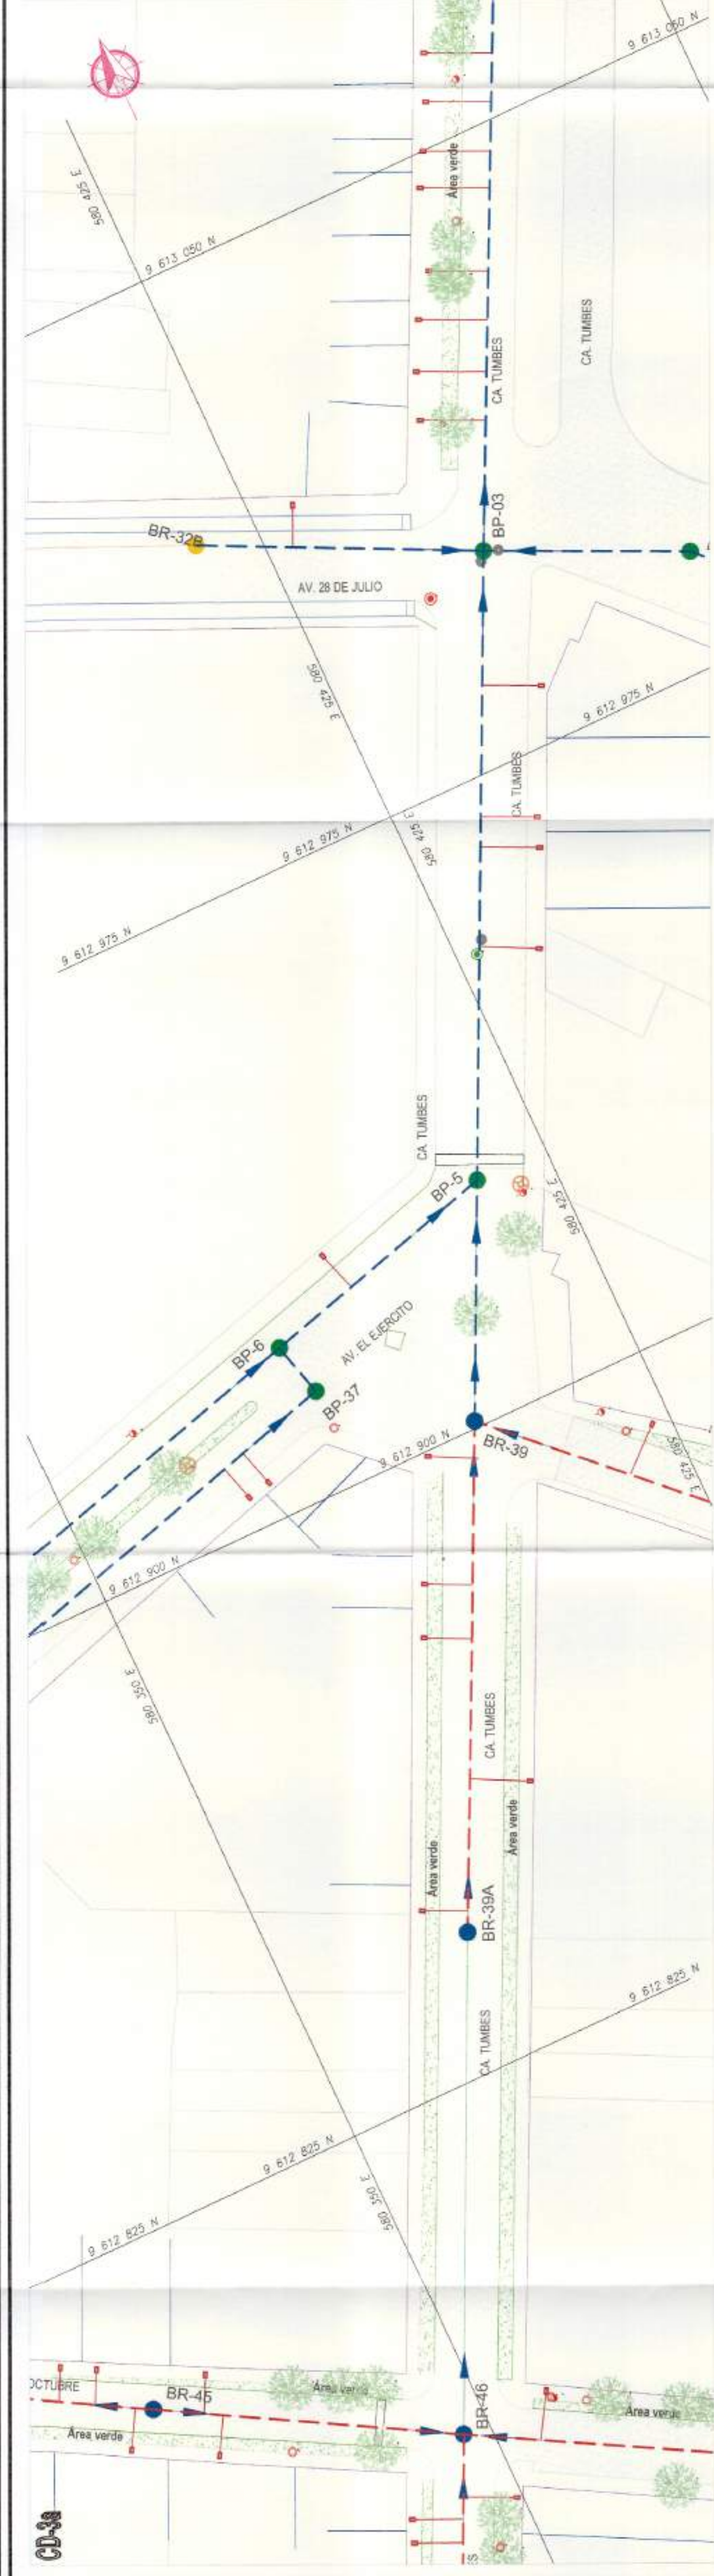 9 613 050 N
580 425 E
9 613 050 N
Área verde
CA. TUMBES
CA. TUMBES
BP-03
BR-32B
AV. 28 DE JULIO
580 425 E
9 612 975 N
CA. TUMBES
580 425 E
9 612 975 N
9 612 975 N
CA. TUMBES
BP-5
580 425 E
AV. EL EJERCITO
BP-6
BP-37
BR-39
9 612 900 N
580 425 E
9 612 900 N
580 350 E
CA. TUMBES
Área verde
Área verde
BR-39A
9 612 825 N
CA. TUMBES
9 612 825 N
580 350 E
9 612 825 N
OCTUBRE
BR-45
Área verde
BR-46
Área verde
Área verde
CD-3a
ES